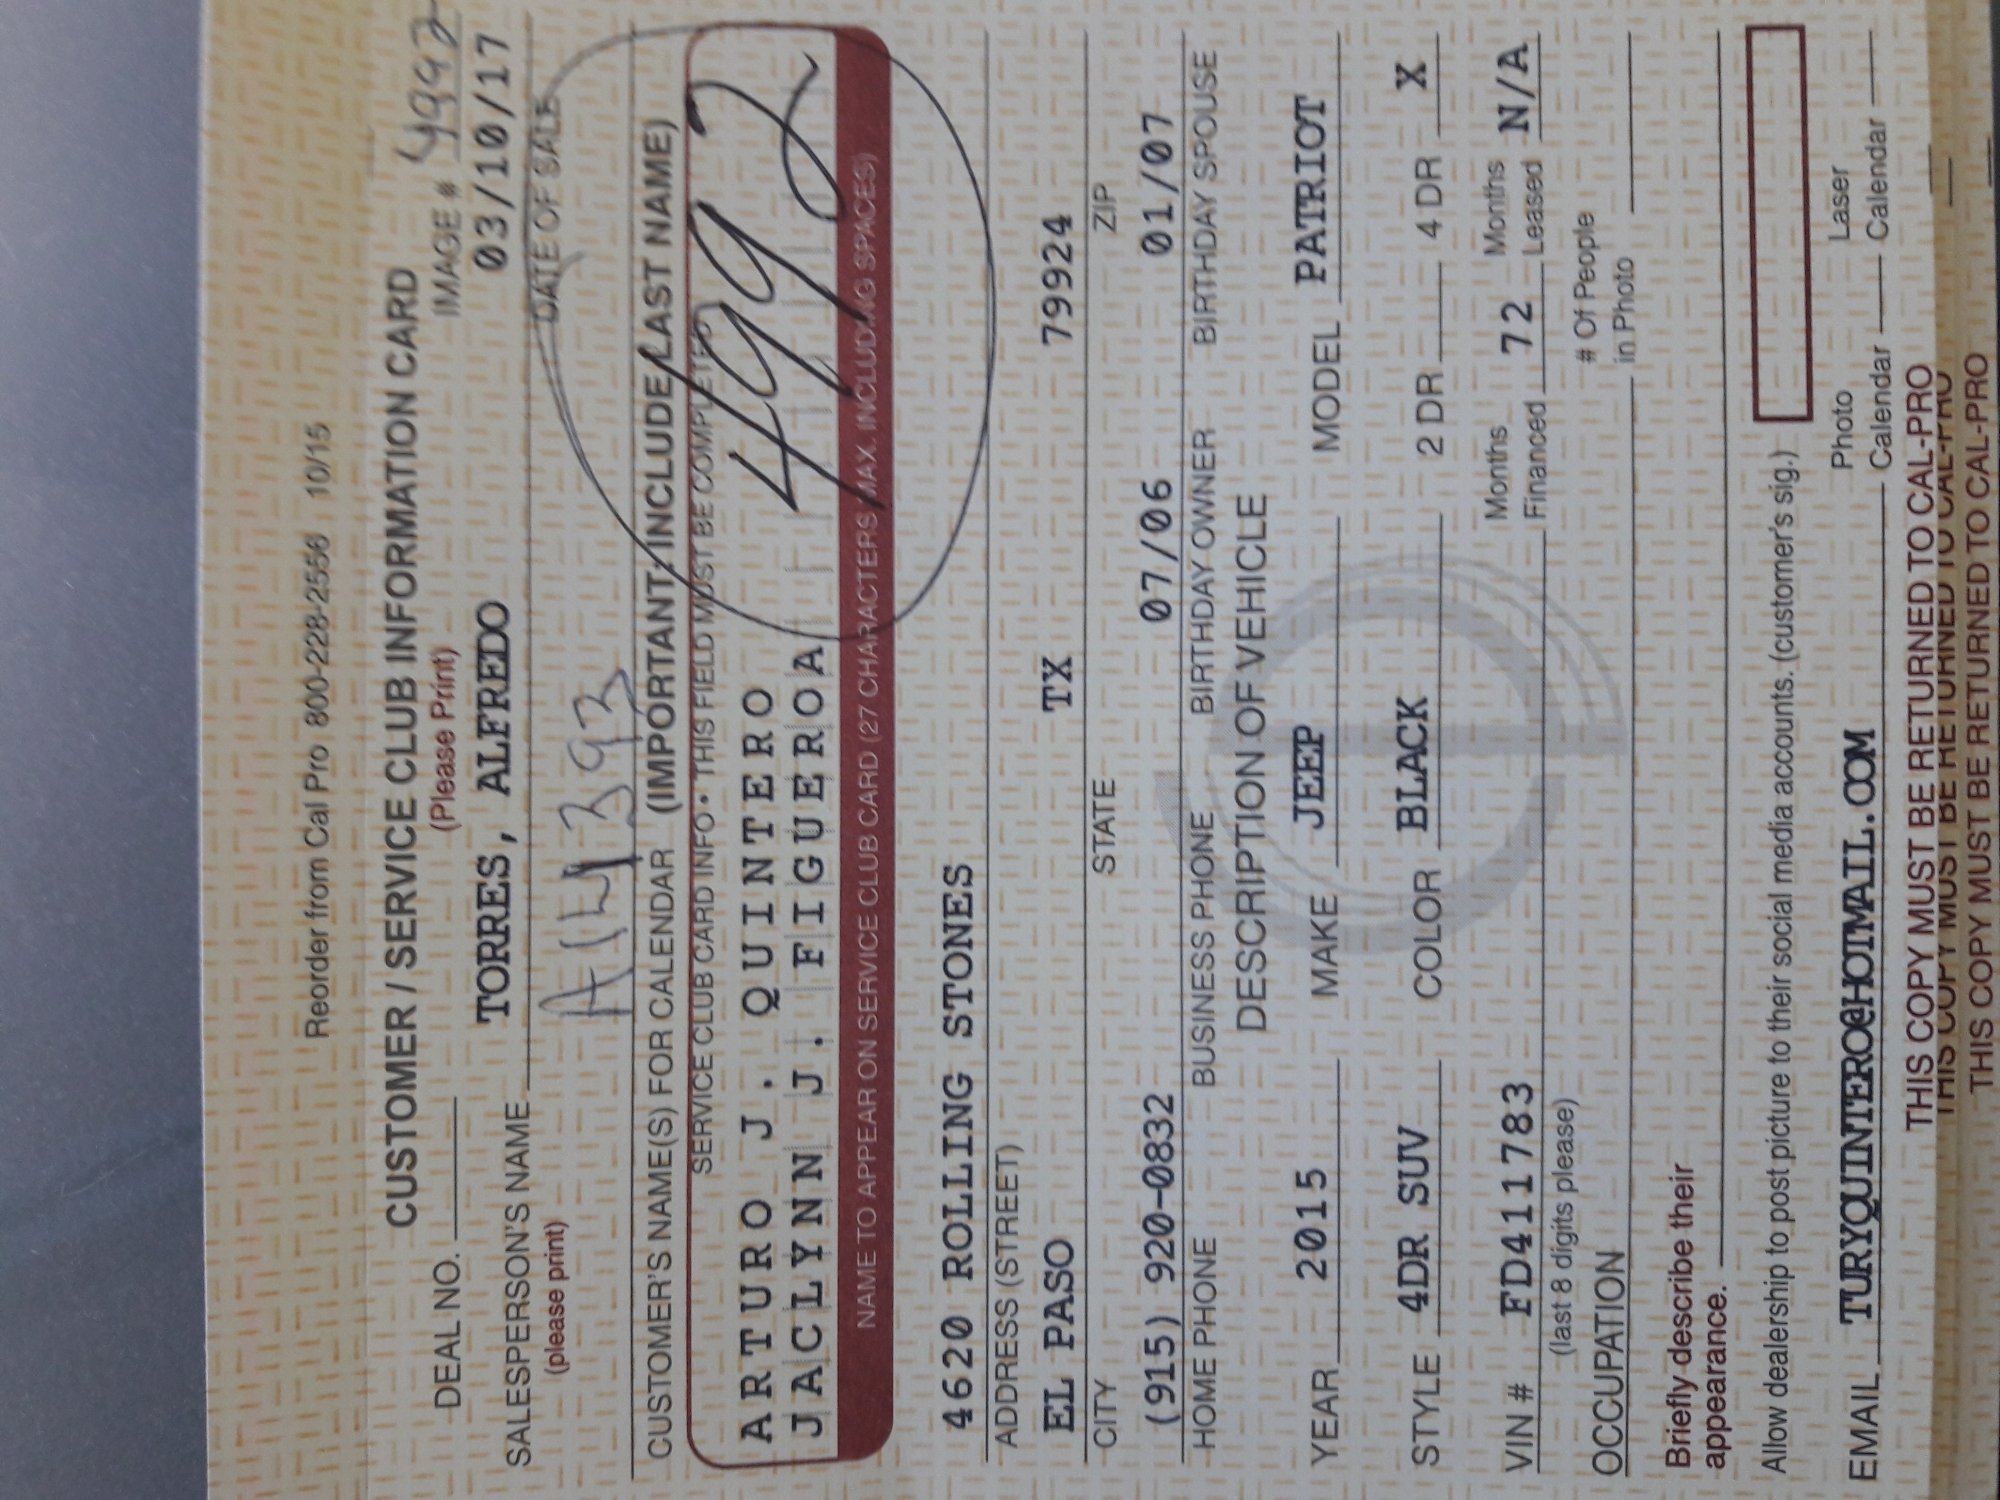 Reorder from Cal Pro 800-228-2556 10/15
CUSTOMER / SERVICE CLUB INFORMATION CARD
(Please Print)
DEAL NO. IMAGE # 4992
SALESPERSON'S NAME TORRES, ALFREDO 03/10/17
(please print) DATE OF SALE
CUSTOMER'S NAME(S) FOR CALENDAR (IMPORTANT-INCLUDE LAST NAME)
SERVICE CLUB CARD INFO • THIS FIELD MUST BE COMPLETED
ARTURO J. QUINTERO
JACLYNN J. FIGUEROA
4992
NAME TO APPEAR ON SERVICE CLUB CARD (27 CHARACTERS MAX. INCLUDING SPACES)
4620 ROLLING STONES
ADDRESS (STREET)
EL PASO TX 79924
CITY STATE ZIP
(915) 920-0832 07/06 01/07
HOME PHONE BUSINESS PHONE BIRTHDAY OWNER BIRTHDAY SPOUSE
DESCRIPTION OF VEHICLE
YEAR 2015 MAKE JEEP MODEL PATRIOT
STYLE 4DR SUV COLOR BLACK 2 DR 4 DR X
VIN # FD411783 Months Financed 72 Months Leased N/A
(last 8 digits please)
OCCUPATION # Of People in Photo
Briefly describe their
appearance.
Allow dealership to post picture to their social media accounts. (customer's sig.)
EMAIL TURYQUINTERO@HOTMAIL.COM Photo Calendar Laser Calendar
THIS COPY MUST BE RETURNED TO CAL-PRO
THIS COPY MUST BE RETURNED TO CAL-PRO
THIS COPY MUST BE RETURNED TO CAL-PRO